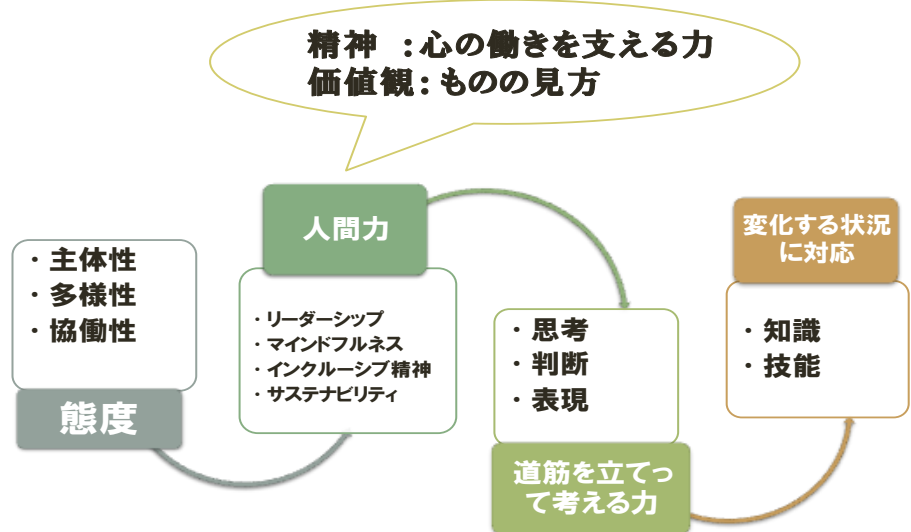 精神 :心の働きを支える力
価値観:ものの見方
・主体性
・多様性
・協働性
態度
人間力
・リーダーシップ
・マインドフルネス
・インクルーシブ精神
・サステナビリティ
・思考
・判断
・表現
道筋を立てっ
て考える力
変化する状況
に対応
・知識
・技能